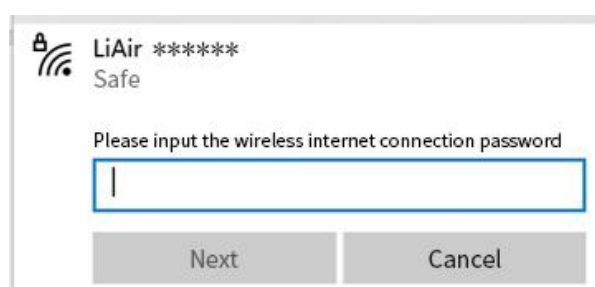 LiAir ******
Safe
Please input the wireless internet connection password
Next
Cancel